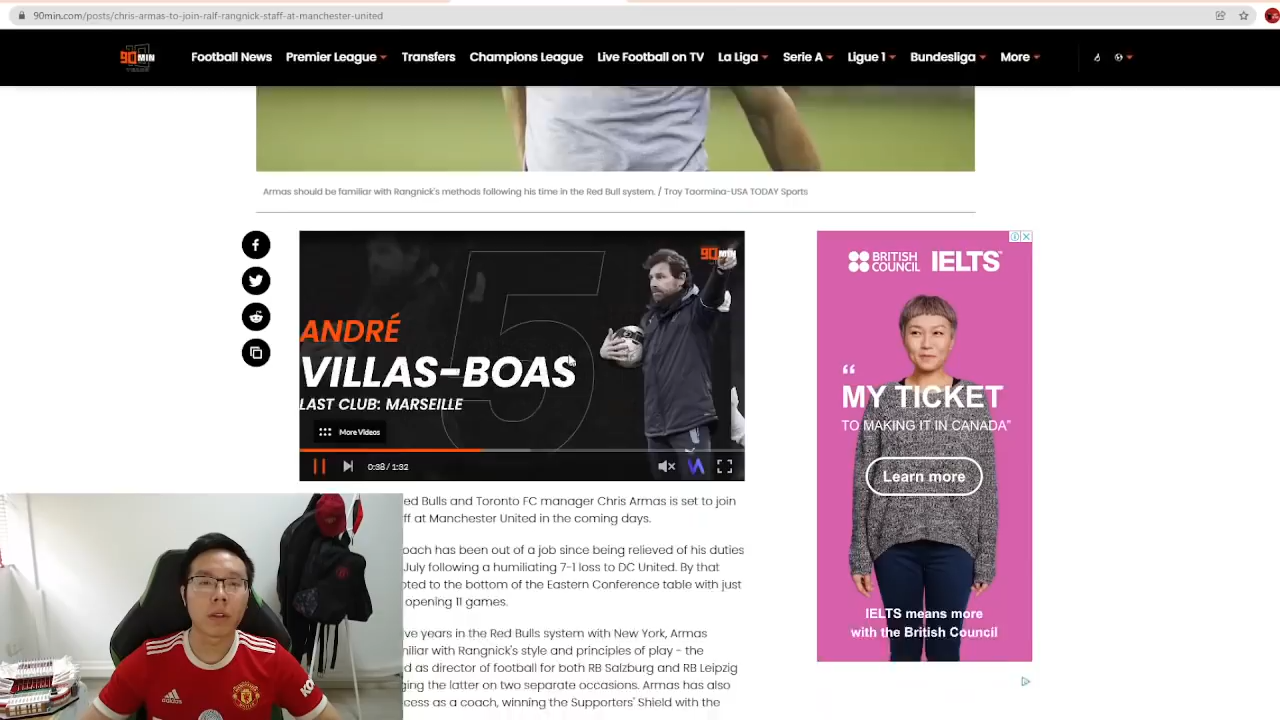 90min.com/posts/chris-armas-to-join-ralf-rangnick-staff-at-manchester-united
90MIN
Football News Premier League Transfers Champions League Live Football on TV La Liga Serie A Ligue 1 Bundesliga More
Armas should be familiar with Rangnick's methods following his time in the Red Bull system. / Troy Taormina-USA TODAY Sports
90MIN
5
ANDRÉ
VILLAS-BOAS
LAST CLUB: MARSEILLE
More Videos
0:38 / 1:32
BRITISH COUNCIL IELTS™
“
MY TICKET
TO MAKING IT IN CANADA”
Learn more
IELTS means more
with the British Council
ed Bulls and Toronto FC manager Chris Armas is set to join
ff at Manchester United in the coming days.
oach has been out of a job since being relieved of his duties
July following a humiliating 7-1 loss to DC United. By that
oted to the bottom of the Eastern Conference table with just
opening 11 games.
ve years in the Red Bulls system with New York, Armas
niliar with Rangnick's style and principles of play - the
d as director of football for both RB Salzburg and RB Leipzig
ging the latter on two separate occasions. Armas has also
cess as a coach, winning the Supporters' Shield with the
adidas